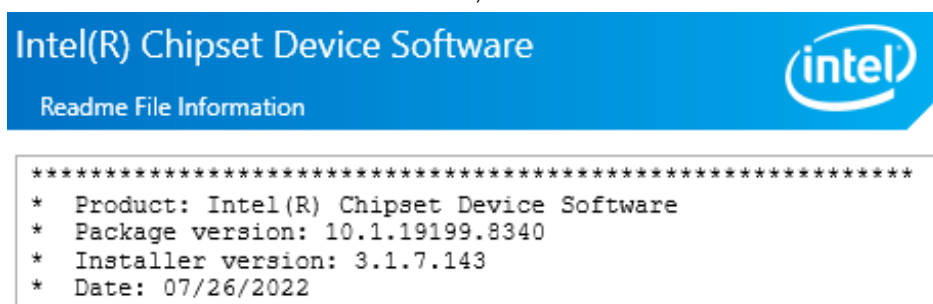 Intel(R) Chipset Device Software
intel
Readme File Information
************************************************************
*   Product: Intel(R) Chipset Device Software
*   Package version: 10.1.19199.8340
*   Installer version: 3.1.7.143
*   Date: 07/26/2022